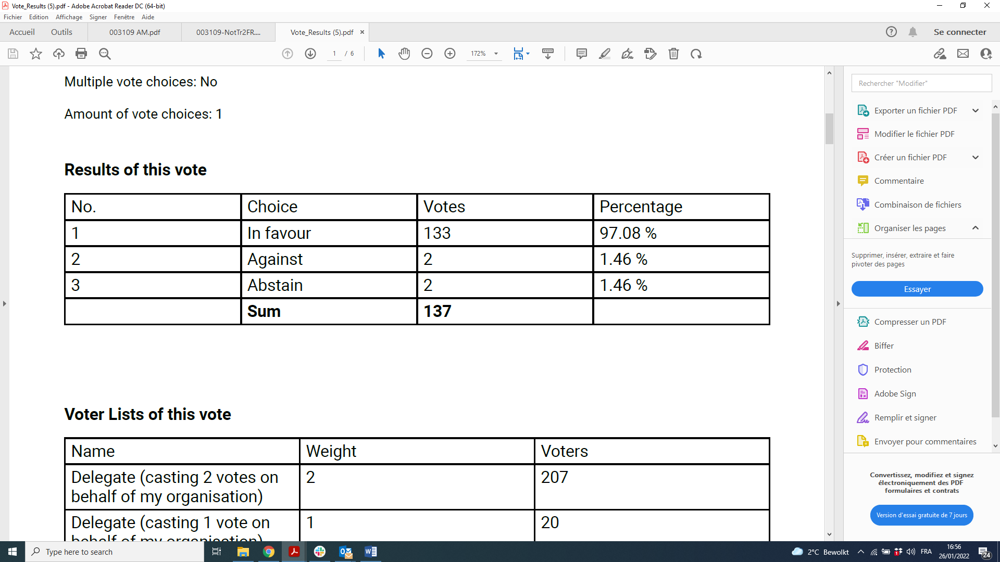 Vote_Results (5).pdf - Adobe Acrobat Reader DC (64-bit)
Fichier Edition Affichage Signer Fenêtre Aide
Accueil Outils 003109 AM.pdf 003109-NotTr2FR.... Vote_Results (5).pdf × Se connecter
1 / 6 172%
Multiple vote choices: No
Amount of vote choices: 1
Results of this vote
No. Choice Votes Percentage
1 In favour 133 97.08 %
2 Against 2 1.46 %
3 Abstain 2 1.46 %
Sum 137
Voter Lists of this vote
Name Weight Voters
Delegate (casting 2 votes on 2 207
behalf of my organisation)
Delegate (casting 1 vote on 1 20
behalf of my organisation)
Rechercher "Modifier"
Exporter un fichier PDF
Modifier le fichier PDF
Créer un fichier PDF
Commentaire
Combinaison de fichiers
Organiser les pages
Supprimer, insérer, extraire et faire
pivoter des pages
Essayer
Compresser un PDF
Biffer
Protection
Adobe Sign
Remplir et signer
Envoyer pour commentaires
Convertissez, modifiez et signez
électroniquement des PDF
formulaires et contrats
Version d'essai gratuite de 7 jours
Type here to search
2°C Bewolkt FRA 16:56
26/01/2022
24